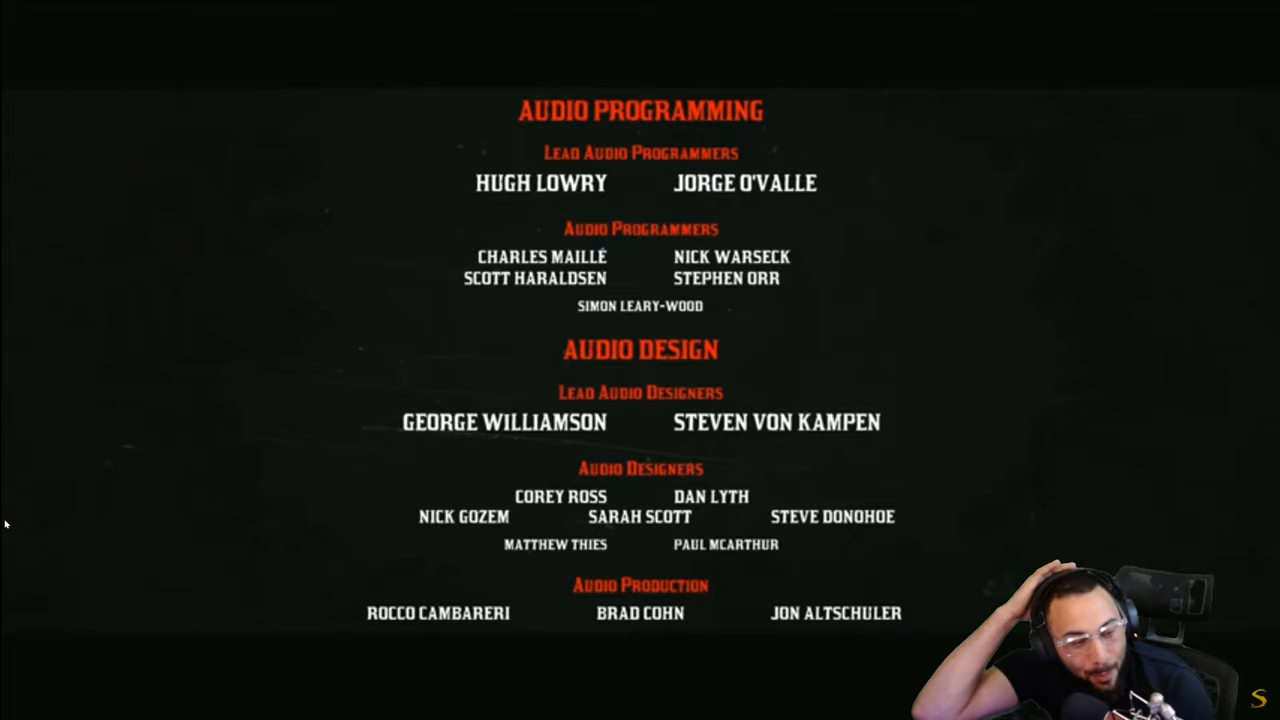 AUDIO PROGRAMMING
LEAD AUDIO PROGRAMMERS
HUGH LOWRY JORGE O'VALLE
AUDIO PROGRAMMERS
CHARLES MAILLÉ NICK WARSECK
SCOTT HARALDSEN STEPHEN ORR
SIMON LEARY-WOOD
AUDIO DESIGN
LEAD AUDIO DESIGNERS
GEORGE WILLIAMSON STEVEN VON KAMPEN
AUDIO DESIGNERS
COREY ROSS DAN LYTH
NICK GOZEM SARAH SCOTT STEVE DONOHOE
MATTHEW THIES PAUL MCARTHUR
AUDIO PRODUCTION
ROCCO CAMBARERI BRAD COHN JON ALTSCHULER
S